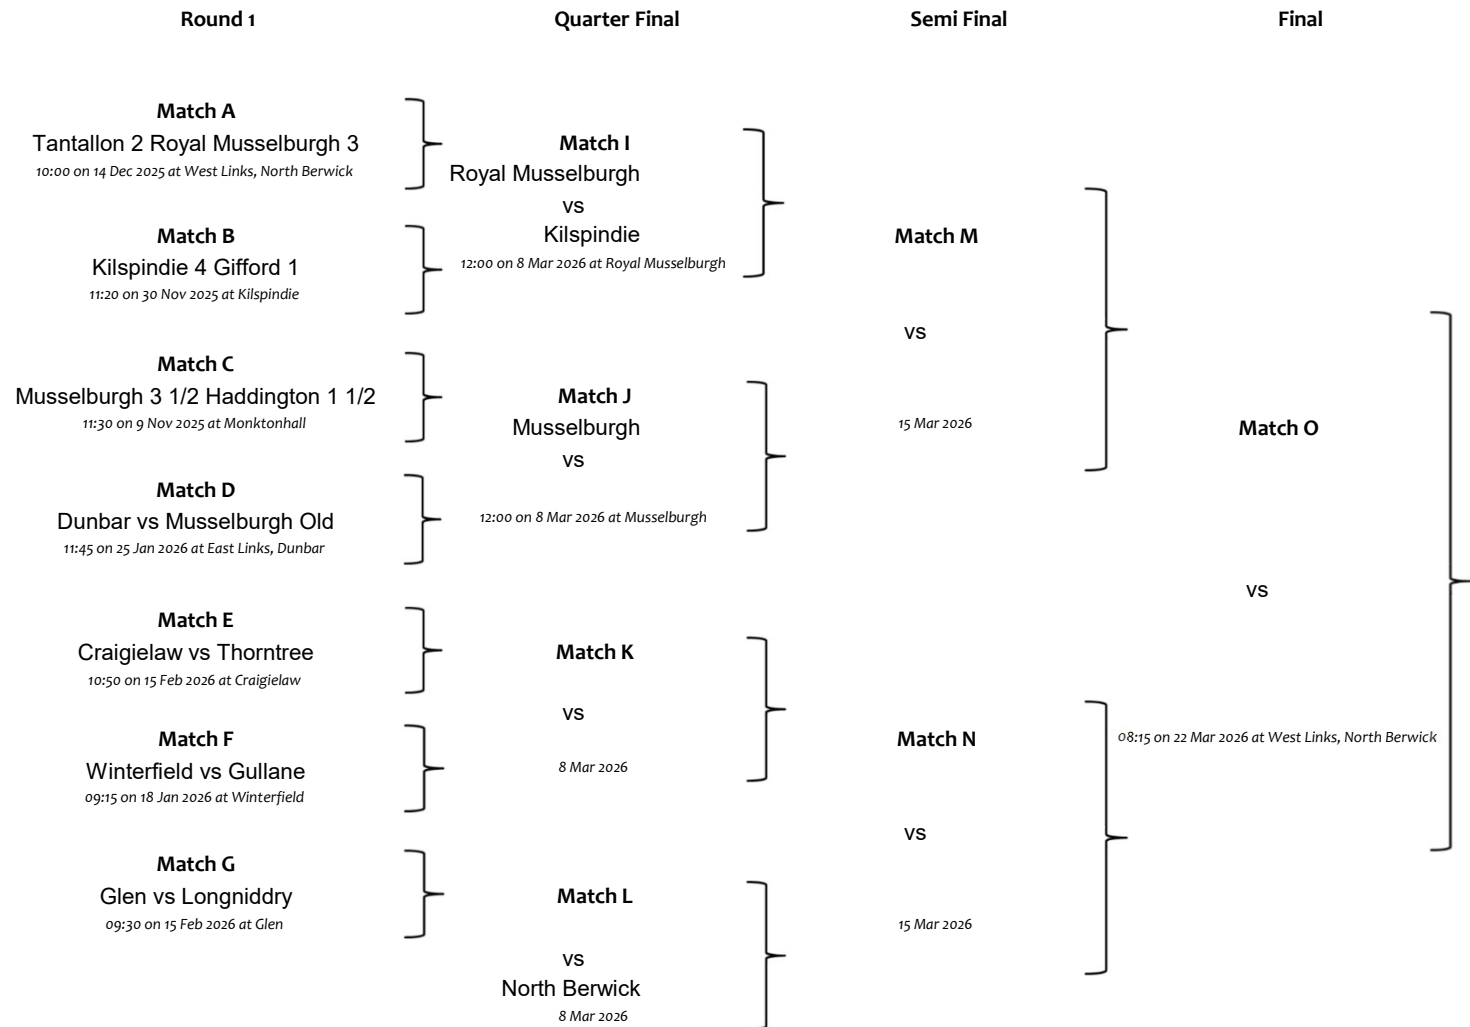 Round 1
Quarter Final
Semi Final
Final
Match A
Tantallon 2 Royal Musselburgh 3
10:00 on 14 Dec 2025 at West Links, North Berwick
Match B
Kilspindie 4 Gifford 1
11:20 on 30 Nov 2025 at Kilspindie
Match C
Musselburgh 3 1/2 Haddington 1 1/2
11:30 on 9 Nov 2025 at Monktonhall
Match D
Dunbar vs Musselburgh Old
11:45 on 25 Jan 2026 at East Links, Dunbar
Match E
Craigielaw vs Thorntree
10:50 on 15 Feb 2026 at Craigielaw
Match F
Winterfield vs Gullane
09:15 on 18 Jan 2026 at Winterfield
Match G
Glen vs Longniddry
09:30 on 15 Feb 2026 at Glen
Match I
Royal Musselburgh
vs
Kilspindie
12:00 on 8 Mar 2026 at Royal Musselburgh
Match J
Musselburgh
vs
12:00 on 8 Mar 2026 at Musselburgh
Match K
vs
8 Mar 2026
Match L
vs
North Berwick
8 Mar 2026
Match M
vs
15 Mar 2026
Match N
vs
15 Mar 2026
Match O
vs
08:15 on 22 Mar 2026 at West Links, North Berwick